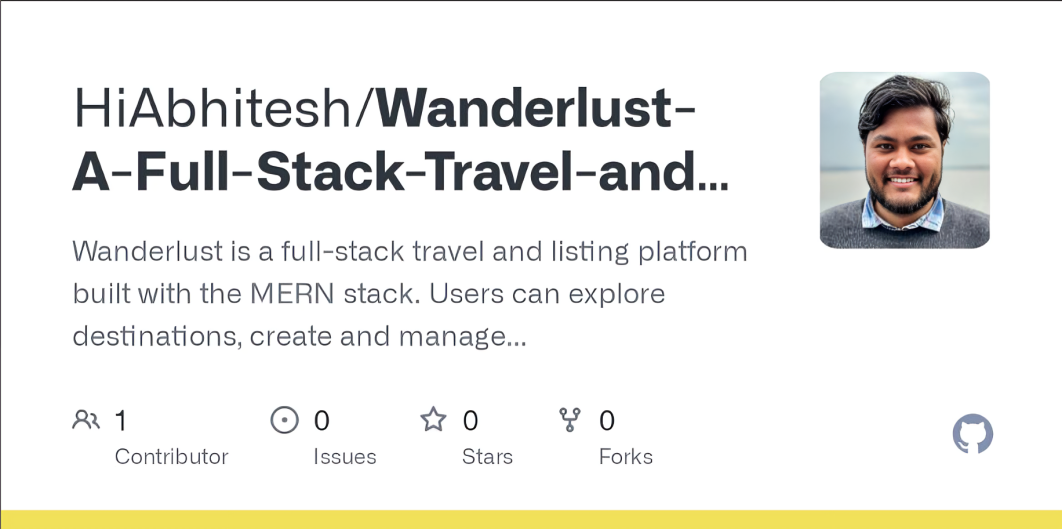 HiAbhitesh/Wanderlust-
A-Full-Stack-Travel-and...
Wanderlust is a full-stack travel and listing platform
built with the MERN stack. Users can explore
destinations, create and manage...
1 0 0 0
Contributor Issues Stars Forks